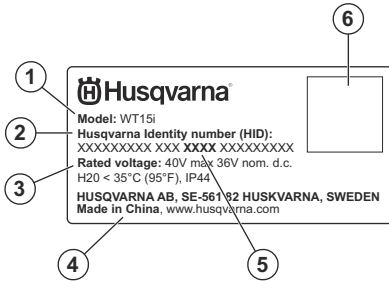 6
1
Husqvarna
Model: WT15i
2
Husqvarna Identity number (HID):
XXXXXXXXX XXX XXXX XXXXXXXXX
3
Rated voltage: 40V max 36V nom. d.c.
H20 < 35°C (95°F), IP44
HUSQVARNA AB, SE-561 82 HUSKVARNA, SWEDEN
Made in China, www.husqvarna.com
4
5